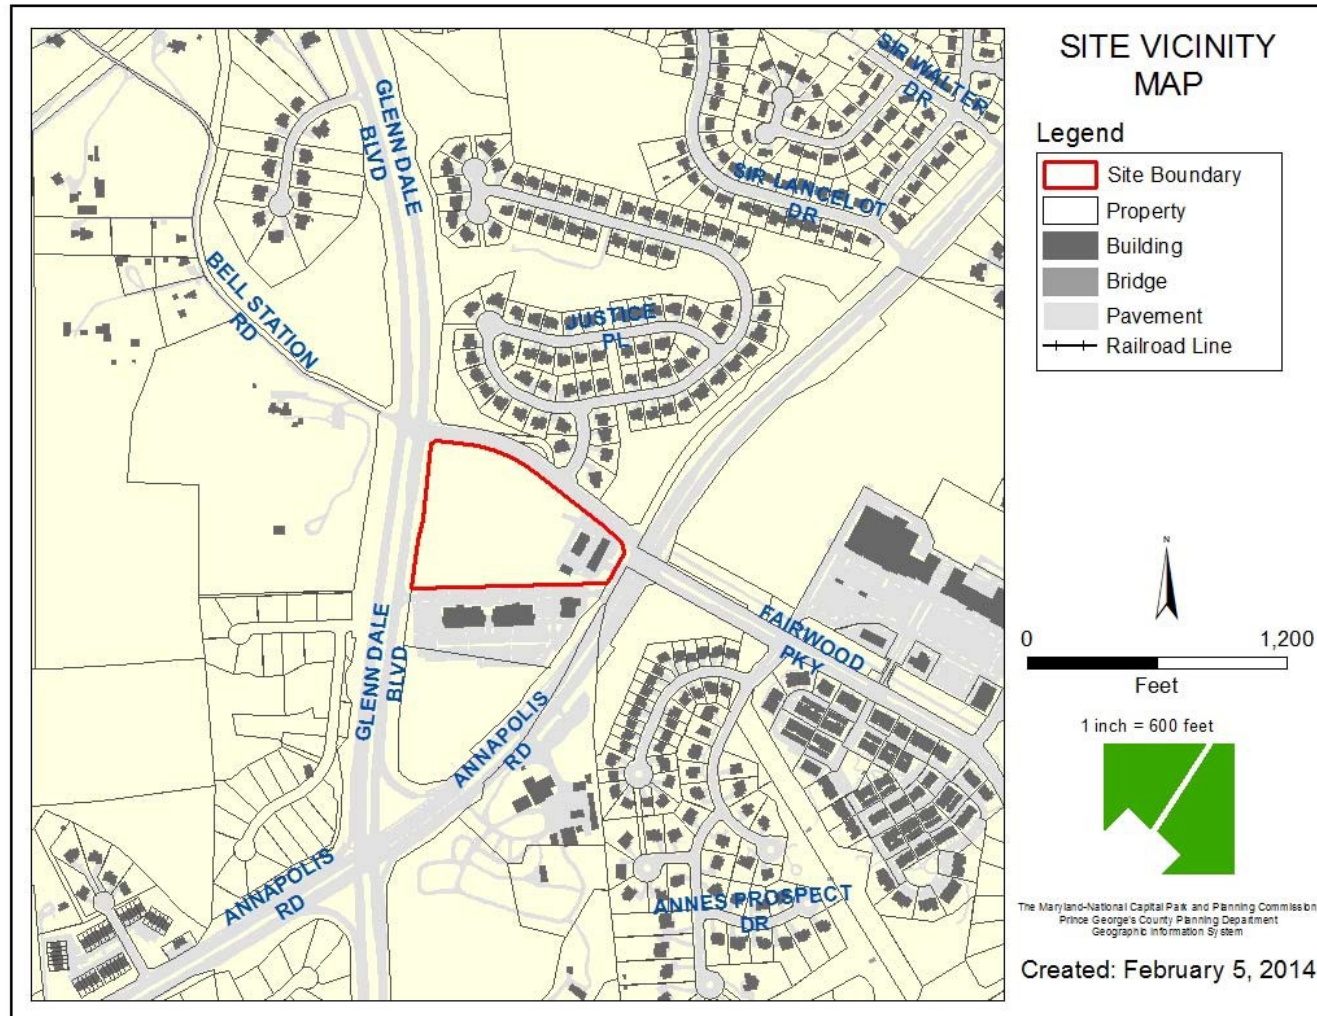 SITE VICINITY
MAP
Legend
Site Boundary
Property
Building
Bridge
Pavement
Railroad Line
N
0 1,200
Feet
1 inch = 600 feet
The Maryland-National Capital Park and Planning Commission
Prince George's County Planning Department
Geographic Information System
Created: February 5, 2014
GLENN DALE
BLVD
SIR WALTER
DR
SIR LANCELOT
DR
BELL STATION
RD
JUSTICE
PL
GLENN DALE
BLVD
FAIRWOOD
PKY
ANNAPOLIS
RD
ANNAPOLIS
RD
ANNES PROSPECT
DR